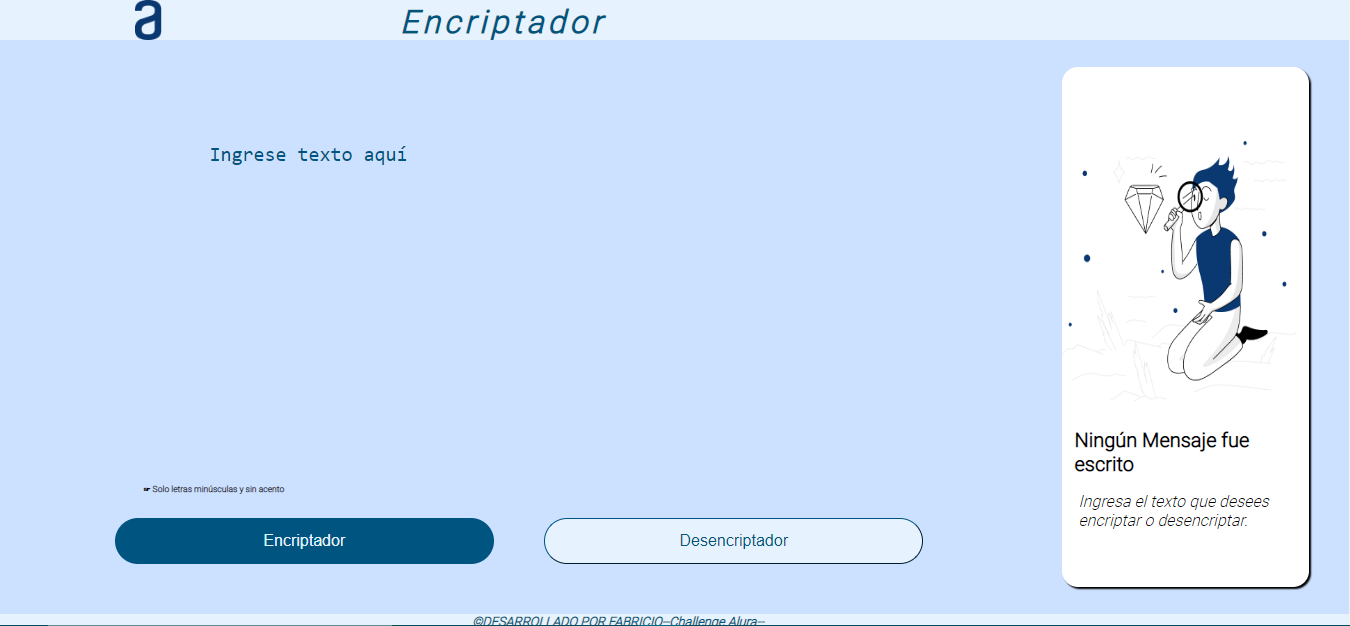 a
Encriptador
Ingrese texto aquí
☛ Solo letras minúsculas y sin acento
Encriptador
Desencriptador
Ningún Mensaje fue
escrito
Ingresa el texto que desees
encriptar o desencriptar.
©DESARROLLADO POR FABRICIO--Challenge Alura--